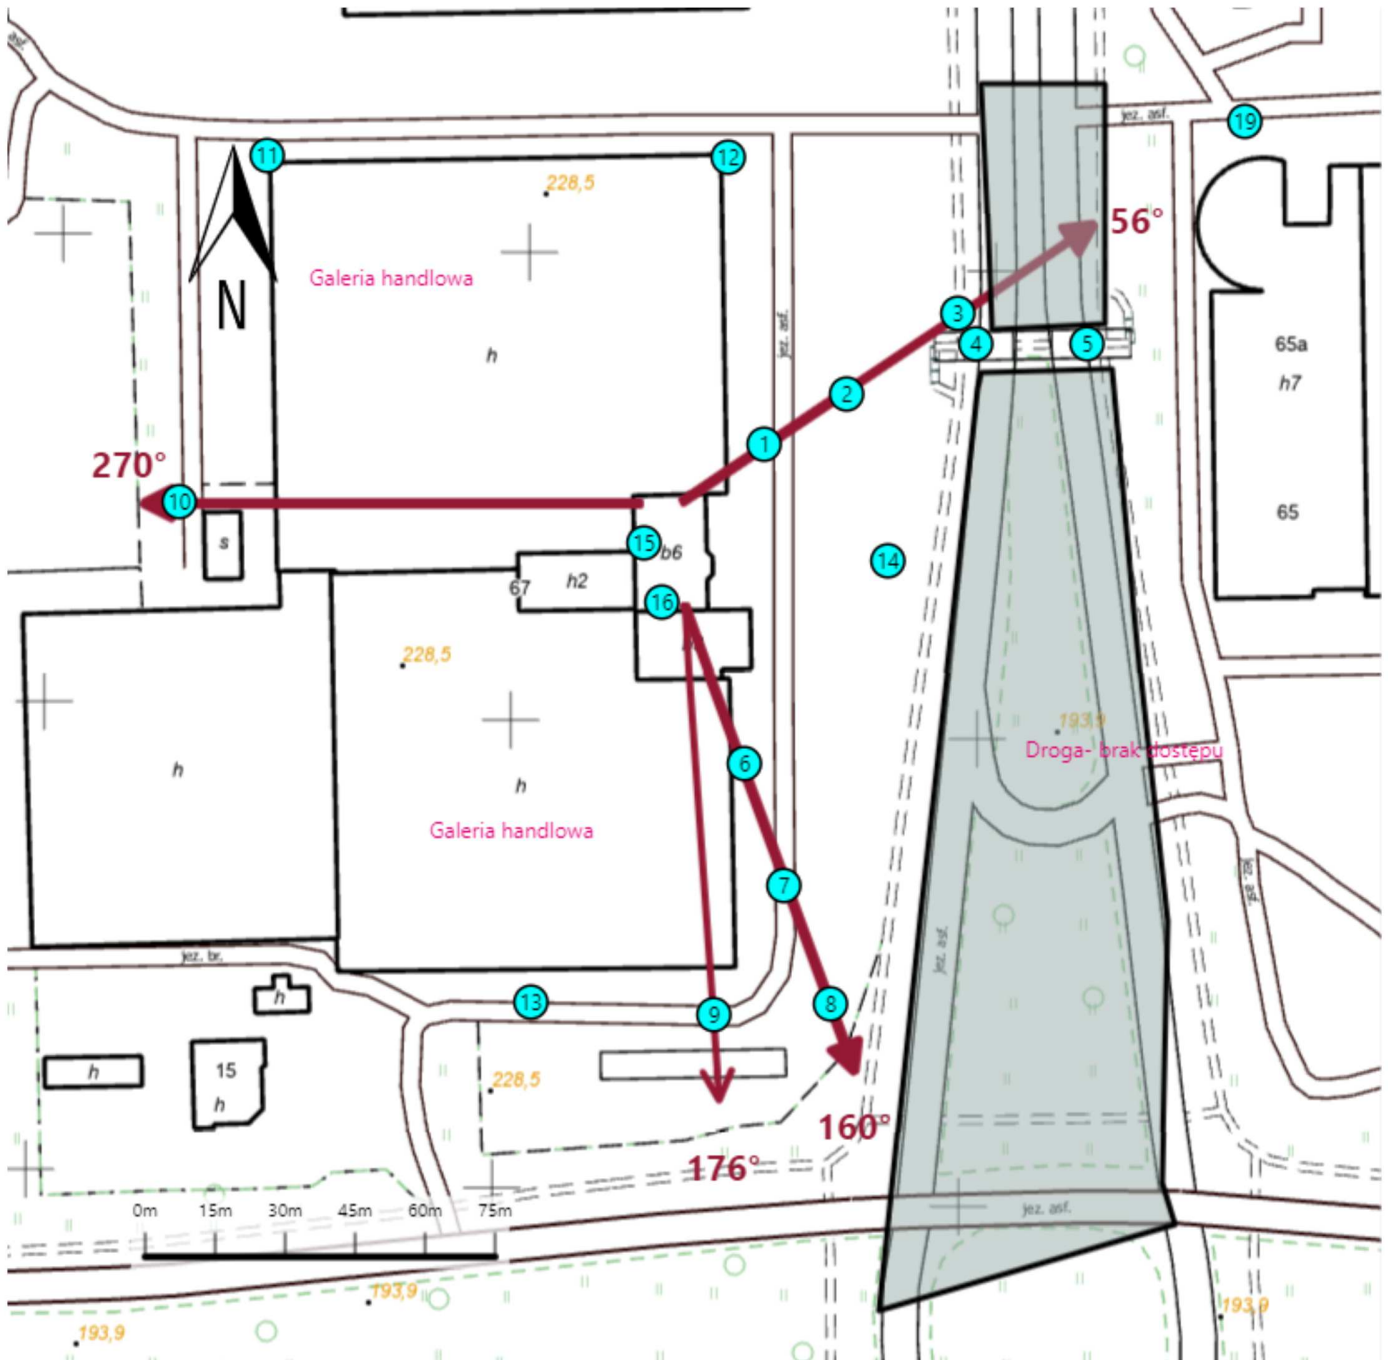 asf.
jez. asf.
19
11
12
228,5
56°
Galeria handlowa
N
3
jez. asf.
4
5
65a
h
h7
2
1
270°
10
65
s
15
b6
14
67
h2
16
228,5
193,9
Droga- brak dostępu
6
h
h
Galeria handlowa
7
jez. asf.
jez. asf.
jez. br.
h
13
8
9
h
15
228,5
h
160°
176°
0m 15m 30m 45m 60m 75m
jez. asf.
193,9
193,9
193,9